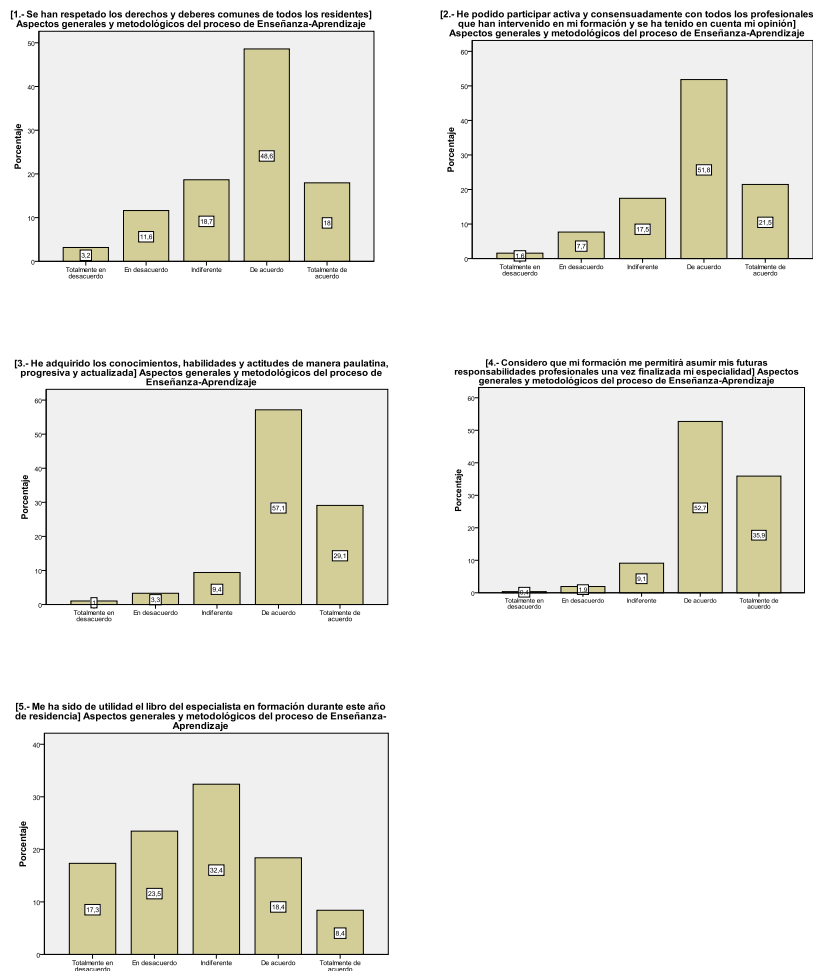 [1.- Se han respetado los derechos y deberes comunes de todos los residentes]
Aspectos generales y metodológicos del proceso de Enseñanza-Aprendizaje
Porcentaje
50
40
30
20
10
0
3,2
11,6
18,7
48,6
18
Totalmente en
desacuerdo
En desacuerdo
Indiferente
De acuerdo
Totalmente de
acuerdo
[2.- He podido participar activa y consensuadamente con todos los profesionales
que han intervenido en mi formación y se ha tenido en cuenta mi opinión]
Aspectos generales y metodológicos del proceso de Enseñanza-Aprendizaje
Porcentaje
60
50
40
30
20
10
0
1,6
7,7
17,5
51,8
21,5
Totalmente en
desacuerdo
En desacuerdo
Indiferente
De acuerdo
Totalmente de
acuerdo
[3.- He adquirido los conocimientos, habilidades y actitudes de manera paulatina,
progresiva y actualizada] Aspectos generales y metodológicos del proceso de
Enseñanza-Aprendizaje
Porcentaje
60
50
40
30
20
10
0
1
3,3
9,4
57,1
29,1
Totalmente en
desacuerdo
En desacuerdo
Indiferente
De acuerdo
Totalmente de
acuerdo
[4.- Considero que mi formación me permitirá asumir mis futuras
responsabilidades profesionales una vez finalizada mi especialidad] Aspectos
generales y metodológicos del proceso de Enseñanza-Aprendizaje
Porcentaje
60
50
40
30
20
10
0
0,4
1,9
9,1
52,7
35,9
Totalmente en
desacuerdo
En desacuerdo
Indiferente
De acuerdo
Totalmente de
acuerdo
[5.- Me ha sido de utilidad el libro del especialista en formación durante este año
de residencia] Aspectos generales y metodológicos del proceso de Enseñanza-
Aprendizaje
Porcentaje
40
30
20
10
0
17,3
23,5
32,4
18,4
8,4
Totalmente en
desacuerdo
En desacuerdo
Indiferente
De acuerdo
Totalmente de
acuerdo